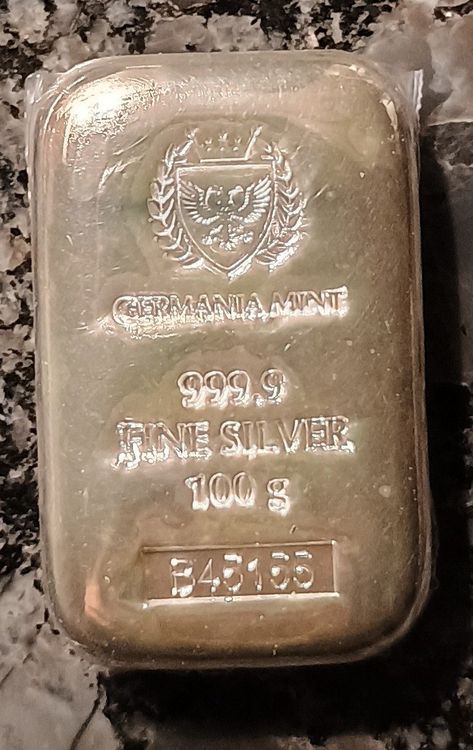 GERMANIA MINT
999.9
FINE SILVER
100 g